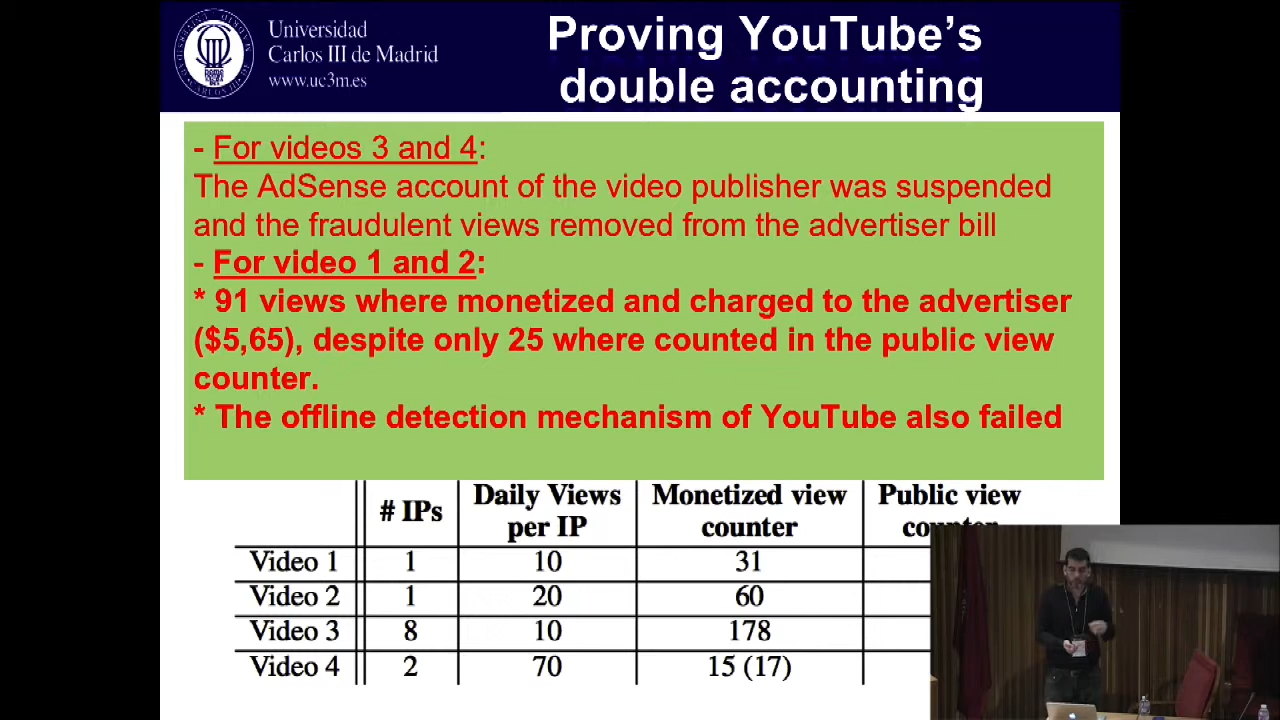 Universidad
Carlos III de Madrid
www.uc3m.es
Proving YouTube's
double accounting
- For videos 3 and 4:
The AdSense account of the video publisher was suspended
and the fraudulent views removed from the advertiser bill
- For video 1 and 2:
* 91 views where monetized and charged to the advertiser
($5,65), despite only 25 where counted in the public view
counter.
* The offline detection mechanism of YouTube also failed
# IPs Daily Views per IP Monetized view counter Public view counter
Video 1 1 10 31
Video 2 1 20 60
Video 3 8 10 178
Video 4 2 70 15 (17)